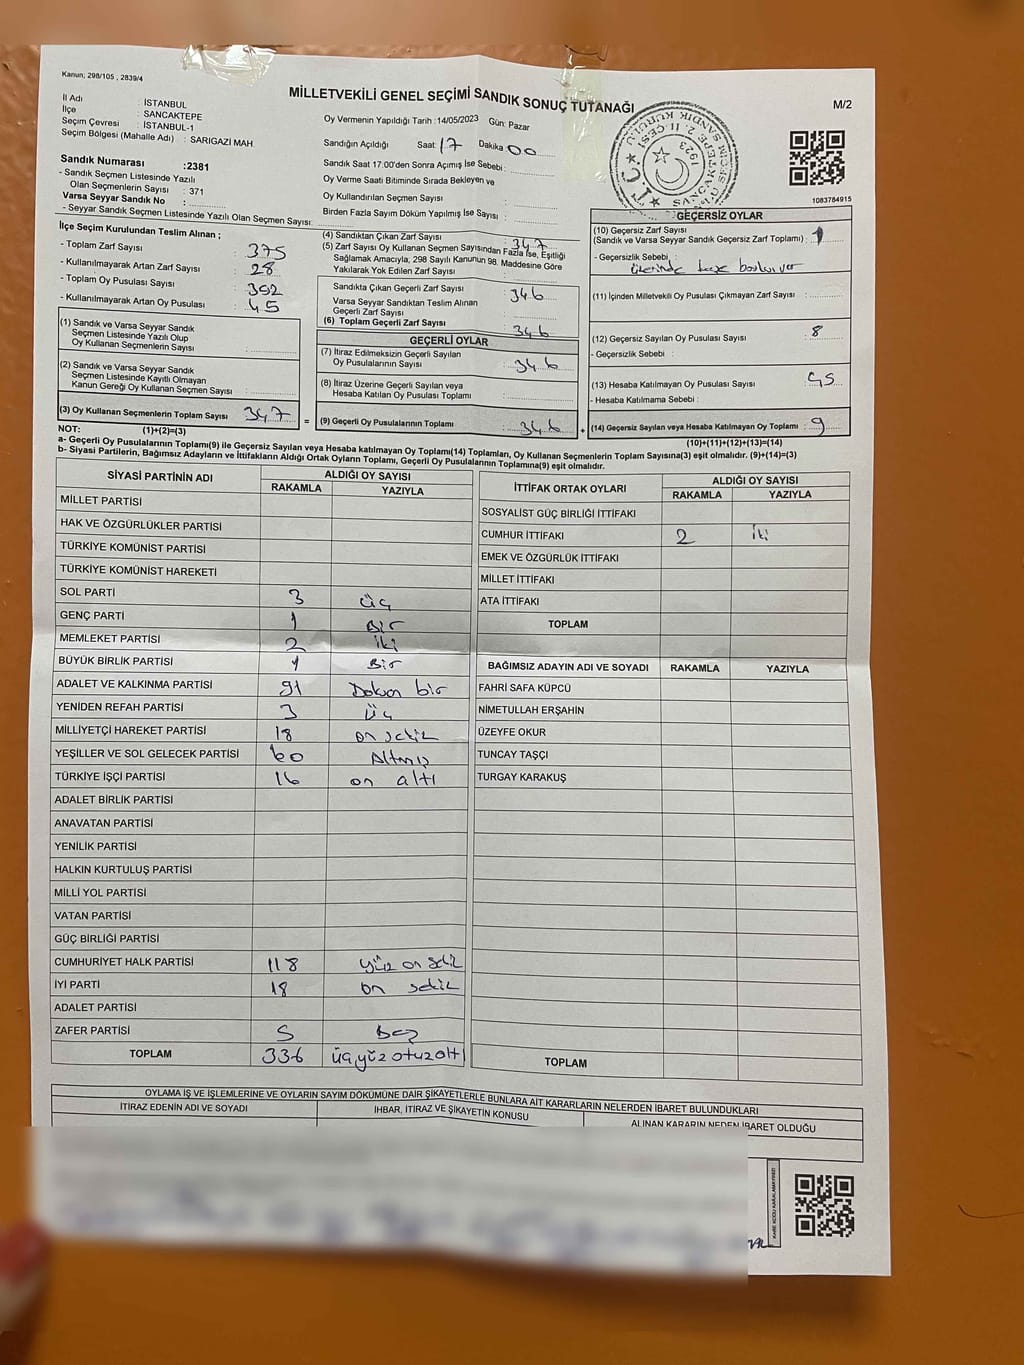 Kanun; 298/105 , 2839/4
MİLLETVEKİLİ GENEL SEÇİMİ SANDIK SONUÇ TUTANAĞI
M/2
İl Adı : İSTANBUL
İlçe : SANCAKTEPE
Seçim Çevresi : İSTANBUL-1
Seçim Bölgesi (Mahalle Adı) : SARIGAZİ MAH.
Oy Vermenin Yapıldığı Tarih :14/05/2023 Gün: Pazar
Sandığın Açıldığı Saat 17 Dakika 00
Sandık Saat 17:00'den Sonra Açımış İse Sebebi:
Oy Verme Saati Bitiminde Sırada Bekleyen ve
Oy Kullandırılan Seçmen Sayısı :
Birden Fazla Sayım Döküm Yapılmış İse Sayısı :
1083784915
Sandık Numarası :2381
- Sandık Seçmen Listesinde Yazılı
Olan Seçmenlerin Sayısı : 371
Varsa Seyyar Sandık No :
- Seyyar Sandık Seçmen Listesinde Yazılı Olan Seçmen Sayısı:
İlçe Seçim Kurulundan Teslim Alınan ;
- Toplam Zarf Sayısı : 375
- Kullanılmayarak Artan Zarf Sayısı : 28
- Toplam Oy Pusulası Sayısı : 392
- Kullanılmayarak Artan Oy Pusulası : 45
(1) Sandık ve Varsa Seyyar Sandık
Seçmen Listesinde Yazılı Olup
Oy Kullanan Seçmenlerin Sayısı :
(2) Sandık ve Varsa Seyyar Sandık
Seçmen Listesinde Kayıtlı Olmayan
Kanun Gereği Oy Kullanan Seçmen Sayısı :
(3) Oy Kullanan Seçmenlerin Toplam Sayısı 347 =
(4) Sandıktan Çıkan Zarf Sayısı : 347
(5) Zarf Sayısı Oy Kullanan Seçmen Sayısından Fazla İse, Eşitliği
Sağlamak Amacıyla, 298 Sayılı Kanunun 98. Maddesine Göre
Yakılarak Yok Edilen Zarf Sayısı
Sandıkta Çıkan Geçerli Zarf Sayısı : 346
Varsa Seyyar Sandıktan Teslim Alınan
Geçerli Zarf Sayısı :
(6) Toplam Geçerli Zarf Sayısı 346
GEÇERLİ OYLAR
(7) İtiraz Edilmeksizin Geçerli Sayılan
Oy Pusulalarının Sayısı : 346
(8) İtiraz Üzerine Geçerli Sayılan veya
Hesaba Katılan Oy Pusulası Toplamı :
(9) Geçerli Oy Pusulalarının Toplamı : 346 +
GEÇERSİZ OYLAR
(10) Geçersiz Zarf Sayısı
(Sandık ve Varsa Seyyar Sandık Geçersiz Zarf Toplamı) : 1
- Geçersizlik Sebebi :
(11) İçinden Milletvekili Oy Pusulası Çıkmayan Zarf Sayısı :
(12) Geçersiz Sayılan Oy Pusulası Sayısı : 8
- Geçersizlik Sebebi :
(13) Hesaba Katılmayan Oy Pusulası Sayısı :
- Hesaba Katılmama Sebebi :
(14) Geçersiz Sayılan veya Hesaba Katılmayan Oy Toplamı : 9
NOT: (1)+(2)=(3)
(10)+(11)+(12)+(13)=(14)
a- Geçerli Oy Pusulalarının Toplamı(9) ile Geçersiz Sayılan veya Hesaba katılmayan Oy Toplamı(14) Toplamları, Oy Kullanan Seçmenlerin Toplam Sayısına(3) eşit olmalıdır. (9)+(14)=(3)
b- Siyasi Partilerin, Bağımsız Adayların ve İttifakların Aldığı Ortak Oyların Toplamı, Geçerli Oy Pusulalarının Toplamına(9) eşit olmalıdır.
SİYASİ PARTİNİN ADI ALDIĞI OY SAYISI
RAKAMLA YAZIYLA
MİLLET PARTİSİ
HAK VE ÖZGÜRLÜKLER PARTİSİ
TÜRKİYE KOMÜNİST PARTİSİ
TÜRKİYE KOMÜNİST HAREKETİ
SOL PARTİ 3 üç
GENÇ PARTİ 1 Bir
MEMLEKET PARTİSİ 2 iki
BÜYÜK BİRLİK PARTİSİ 1 Bir
ADALET VE KALKINMA PARTİSİ 91 Doksan bir
YENİDEN REFAH PARTİSİ 3 üç
MİLLİYETÇİ HAREKET PARTİSİ 18 on sekiz
YEŞİLLER VE SOL GELECEK PARTİSİ 60 Altmış
TÜRKİYE İŞÇİ PARTİSİ 16 on altı
ADALET BİRLİK PARTİSİ
ANAVATAN PARTİSİ
YENİLİK PARTİSİ
HALKIN KURTULUŞ PARTİSİ
MİLLİ YOL PARTİSİ
VATAN PARTİSİ
GÜÇ BİRLİĞİ PARTİSİ
CUMHURİYET HALK PARTİSİ 118 yüz on sekiz
İYİ PARTİ 18 on sekiz
ADALET PARTİSİ
ZAFER PARTİSİ 5 Beş
TOPLAM 336 üçyüz otuzaltı
İTTİFAK ORTAK OYLARI ALDIĞI OY SAYISI
RAKAMLA YAZIYLA
SOSYALİST GÜÇ BİRLİĞİ İTTİFAKI
CUMHUR İTTİFAKI 2 iki
EMEK VE ÖZGÜRLÜK İTTİFAKI
MİLLET İTTİFAKI
ATA İTTİFAKI
TOPLAM
BAĞIMSIZ ADAYIN ADI VE SOYADI RAKAMLA YAZIYLA
FAHRİ SAFA KÜPCÜ
NİMETULLAH ERŞAHİN
ÜZEYFE OKUR
TUNCAY TAŞÇI
TURGAY KARAKUŞ
TOPLAM
OYLAMA İŞ VE İŞLEMLERİNE VE OYLARIN SAYIM DÖKÜMÜNE DAİR ŞİKAYETLERLE BUNLARA AİT KARARLARIN NELERDEN İBARET BULUNDUKLARI
İTİRAZ EDENİN ADI VE SOYADI İHBAR, İTİRAZ VE ŞİKAYETİN KONUSU ALINAN KARARIN NEDEN İBARET OLDUĞU